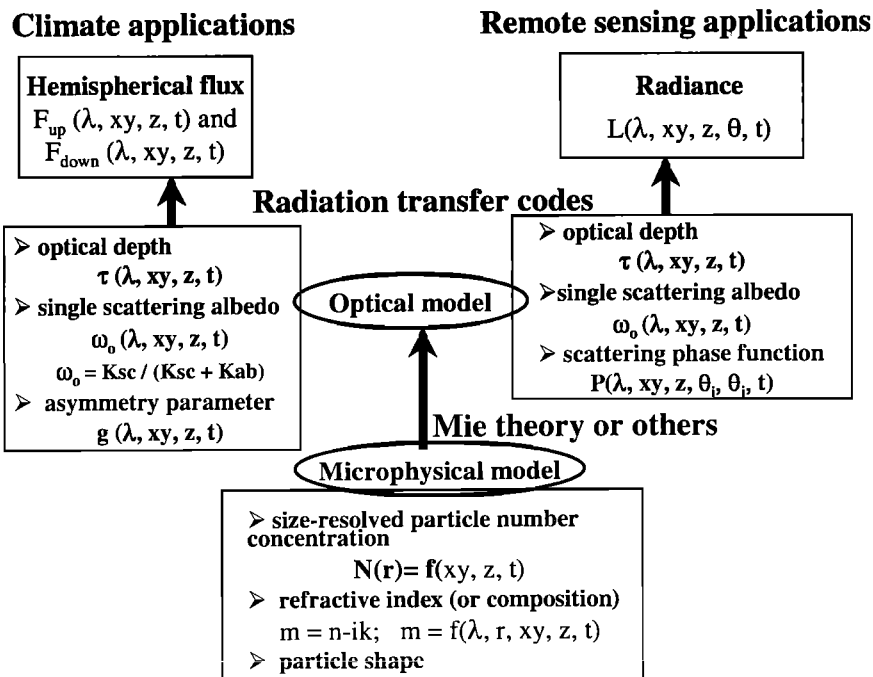 Climate applications
Remote sensing applications
Hemispherical flux
F_up (λ, xy, z, t) and
F_down (λ, xy, z, t)
Radiance
L(λ, xy, z, θ, t)
Radiation transfer codes
➢ optical depth
τ (λ, xy, z, t)
➢ single scattering albedo
ω_o (λ, xy, z, t)
ω_o = Ksc / (Ksc + Kab)
➢ asymmetry parameter
g (λ, xy, z, t)
Optical model
➢ optical depth
τ (λ, xy, z, t)
➢single scattering albedo
ω_o (λ, xy, z, t)
➢ scattering phase function
P(λ, xy, z, θ_i, θ_j, t)
Mie theory or others
Microphysical model
➢ size-resolved particle number
concentration
N(r)= f(xy, z, t)
➢ refractive index (or composition)
m = n-ik; m = f(λ, r, xy, z, t)
➢ particle shape